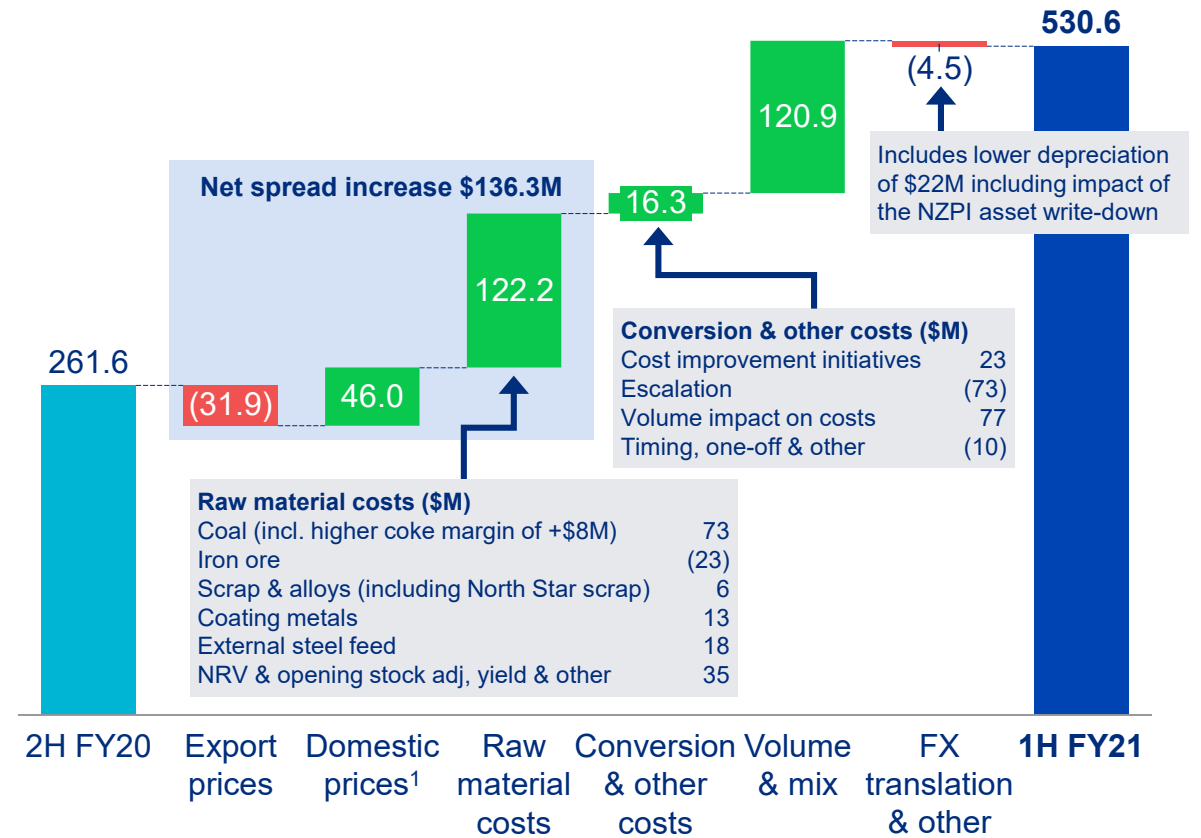 530.6
(4.5)
120.9
Includes lower depreciation
of $22M including impact of
the NZPI asset write-down
Net spread increase $136.3M
16.3
122.2
Conversion & other costs ($M)
Cost improvement initiatives 23
Escalation (73)
Volume impact on costs 77
Timing, one-off & other (10)
261.6
(31.9)
46.0
Raw material costs ($M)
Coal (incl. higher coke margin of +$8M) 73
Iron ore (23)
Scrap & alloys (including North Star scrap) 6
Coating metals 13
External steel feed 18
NRV & opening stock adj, yield & other 35
2H FY20
Export
prices
Domestic
prices¹
Raw
material
costs
Conversion
& other
costs
Volume
& mix
FX
translation
& other
1H FY21